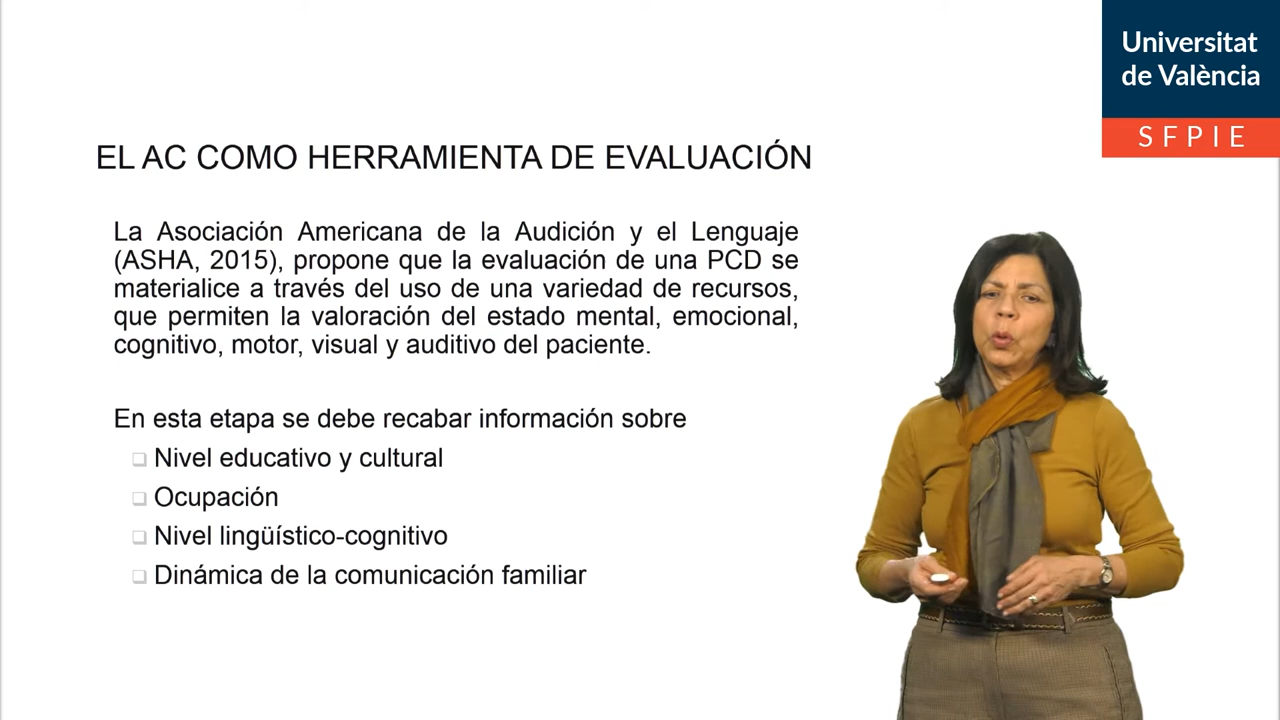 Universitat
de València
SFPIE
EL AC COMO HERRAMIENTA DE EVALUACIÓN
La Asociación Americana de la Audición y el Lenguaje
(ASHA, 2015), propone que la evaluación de una PCD se
materialice a través del uso de una variedad de recursos,
que permiten la valoración del estado mental, emocional,
cognitivo, motor, visual y auditivo del paciente.
En esta etapa se debe recabar información sobre
Nivel educativo y cultural
Ocupación
Nivel lingüístico-cognitivo
Dinámica de la comunicación familiar